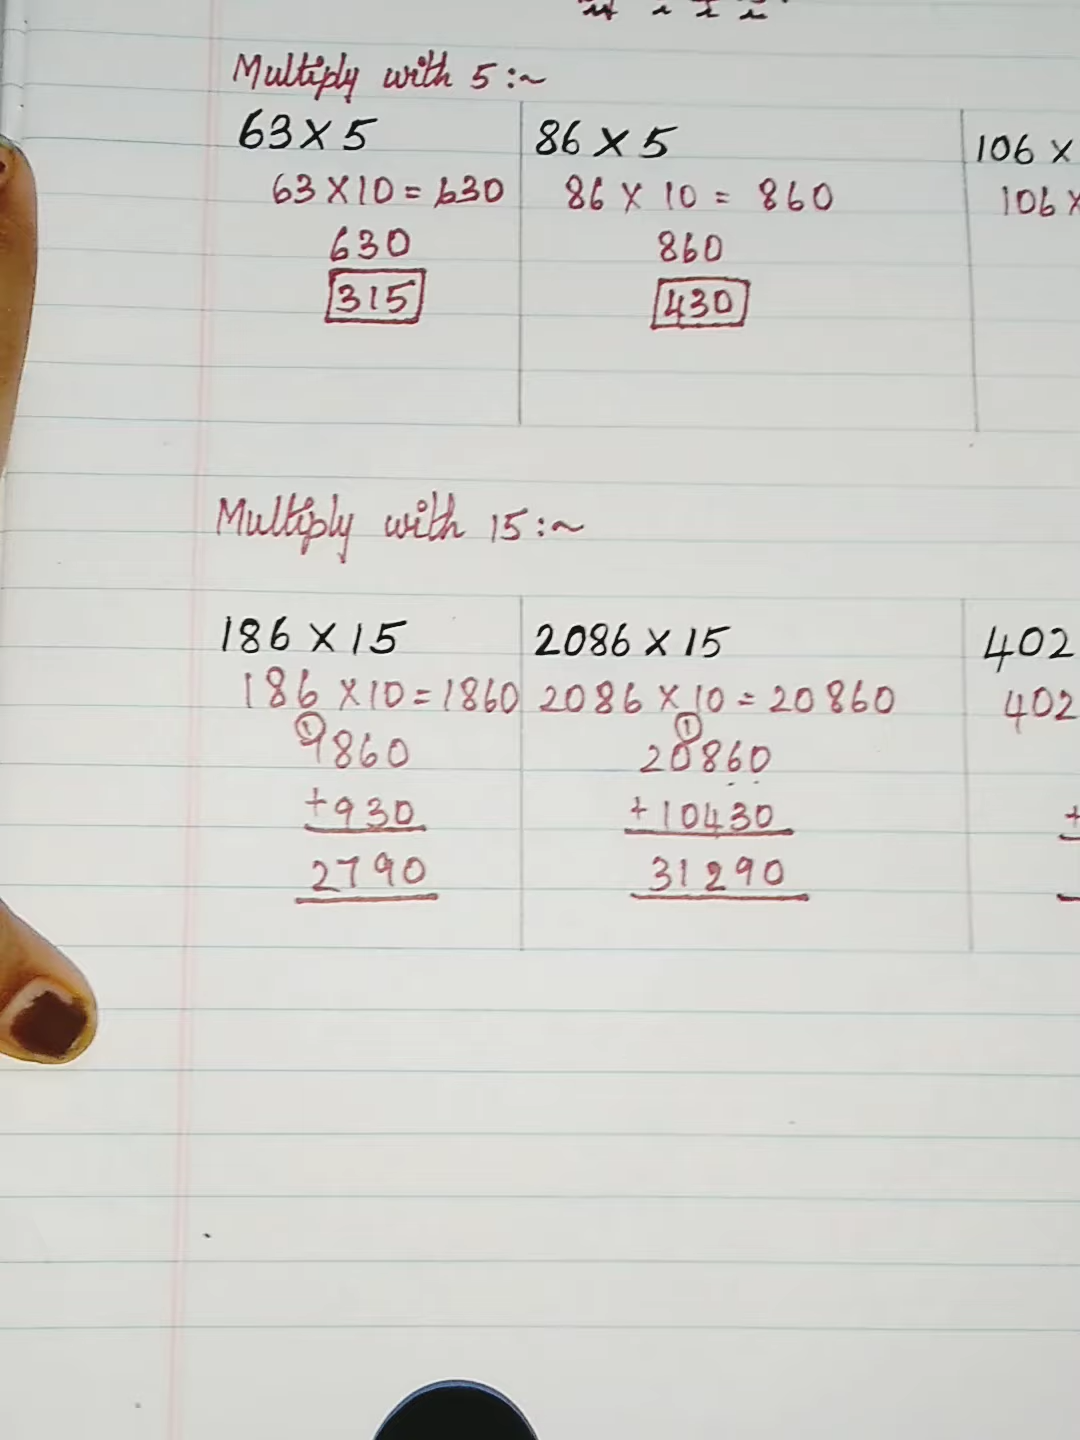 Multiply with 5:~
63 X 5
63 X 10 = 630
630
315
86 X 5
86 X 10 = 860
860
430
106 X
106 X
Multiply with 15:~
186 X 15
186 X 10 = 1860
1
1860
+930
2790
2086 X 15
2086 X 10 = 20860
1
20860
+10430
31290
402
402
+